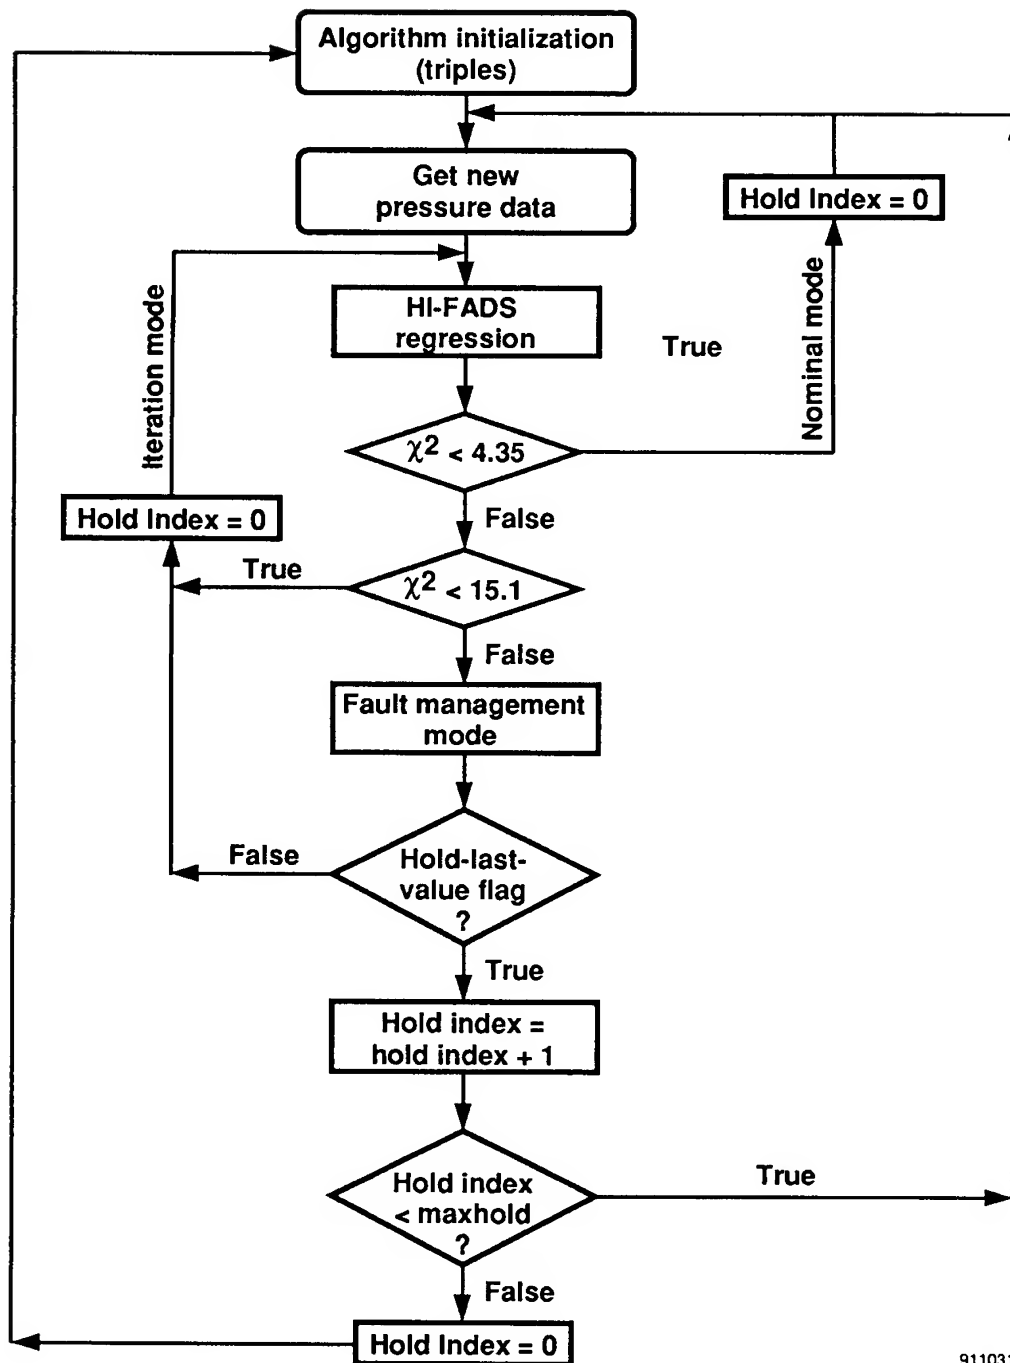 Algorithm initialization
(triples)
Get new
pressure data
Hold Index = 0
Nominal mode
Iteration mode
HI-FADS
regression
True
χ2 < 4.35
False
Hold Index = 0
True
χ2 < 15.1
False
Fault management
mode
False
Hold-last-
value flag
?
True
Hold index =
hold index + 1
True
Hold index
< maxhold
?
False
Hold Index = 0